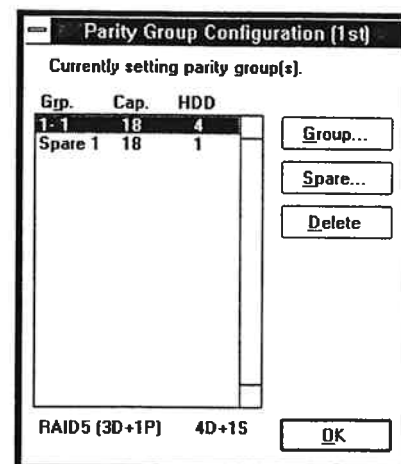 Parity Group Configuration (1st)
Currently setting parity group(s).
Grp. Cap. HDD
1- 1 18 4
Spare 1 18 1
Group...
Spare...
Delete
RAID5 (3D+1P) 4D+1S
OK